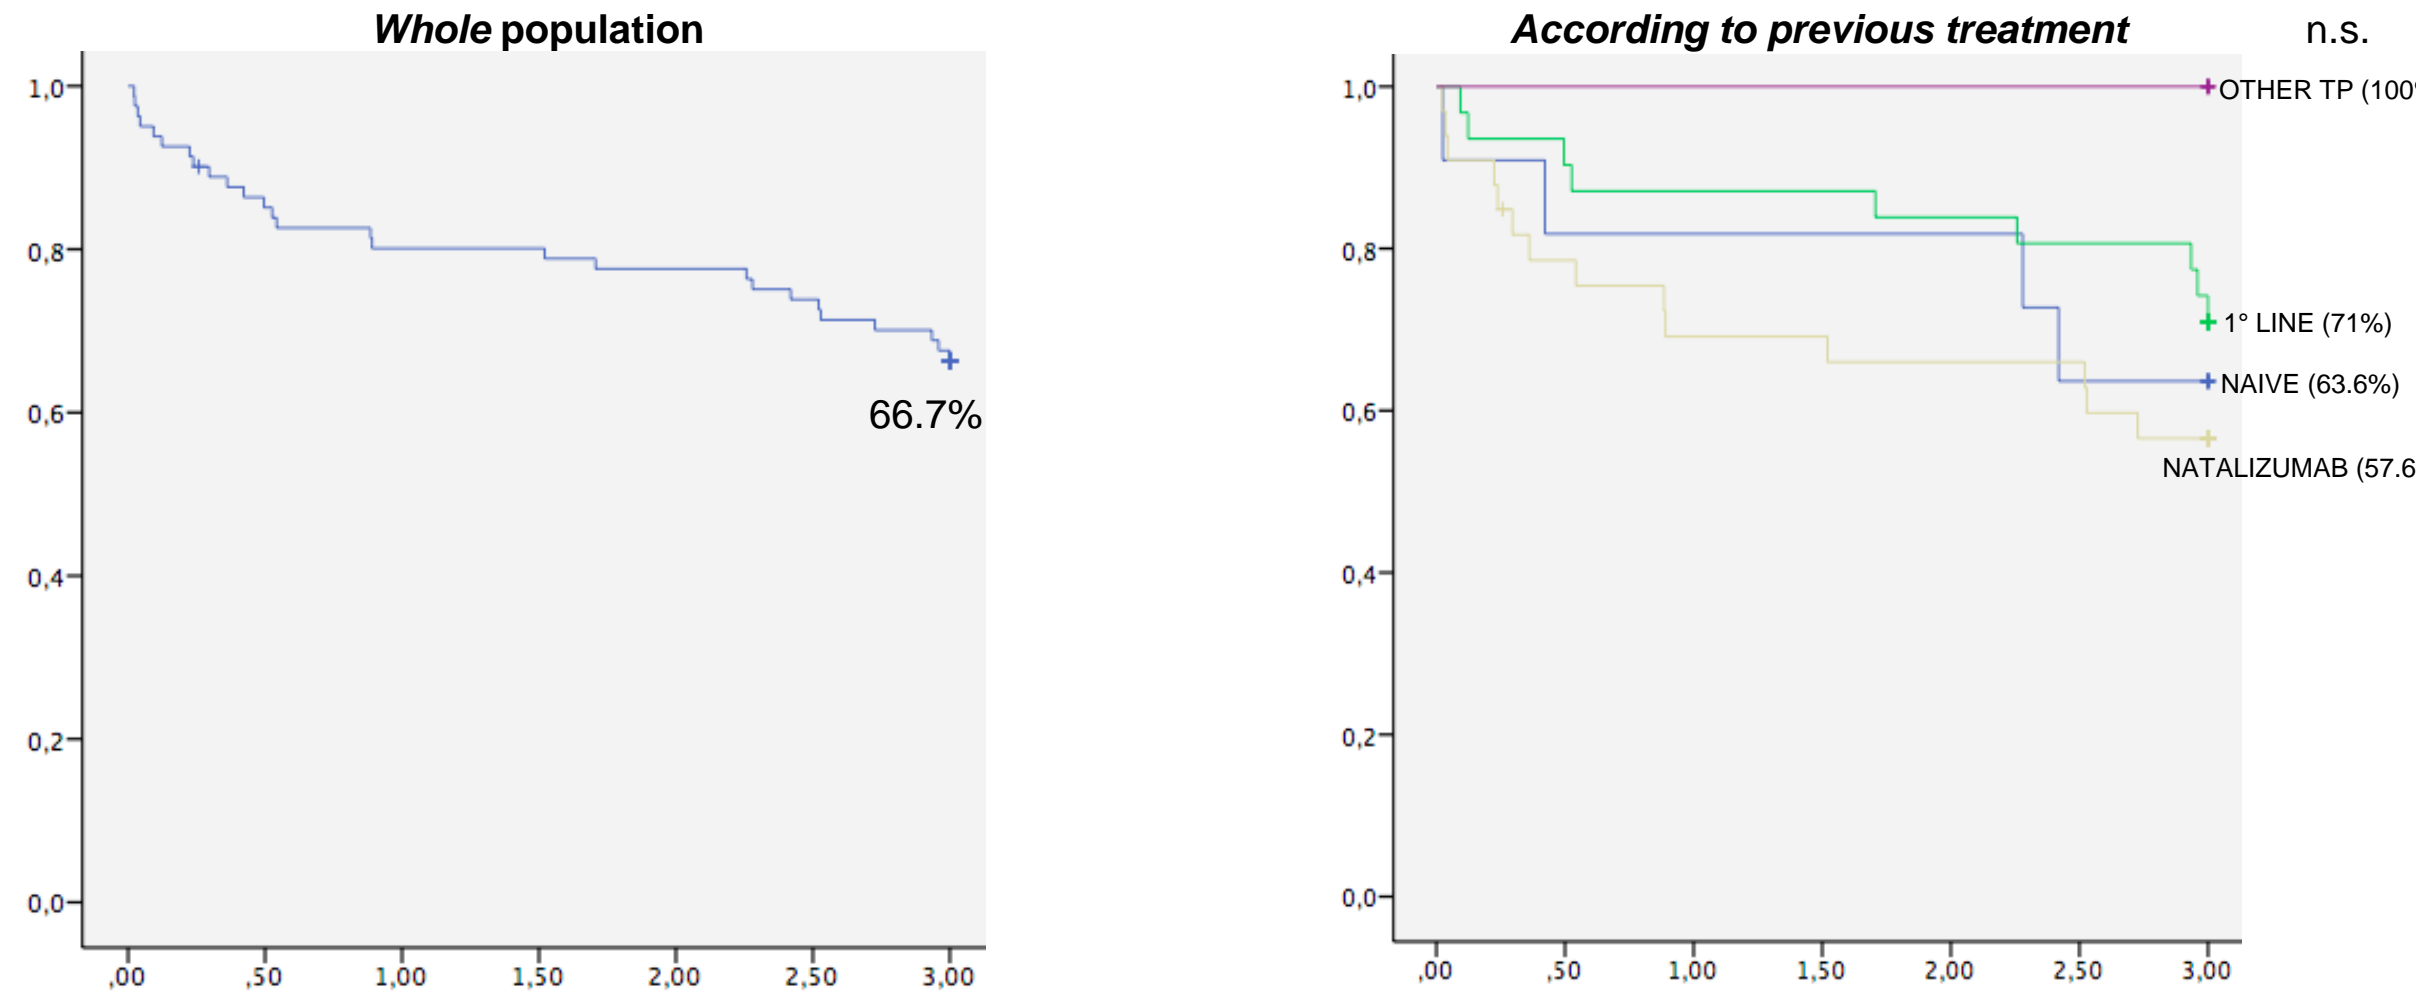 Whole population
1,0
0,8
0,6
0,4
0,2
0,0
,00 ,50 1,00 1,50 2,00 2,50 3,00
66.7%
According to previous treatment
n.s.
1,0
0,8
0,6
0,4
0,2
0,0
,00 ,50 1,00 1,50 2,00 2,50 3,00
OTHER TP (100
1° LINE (71%)
NAIVE (63.6%)
NATALIZUMAB (57.6